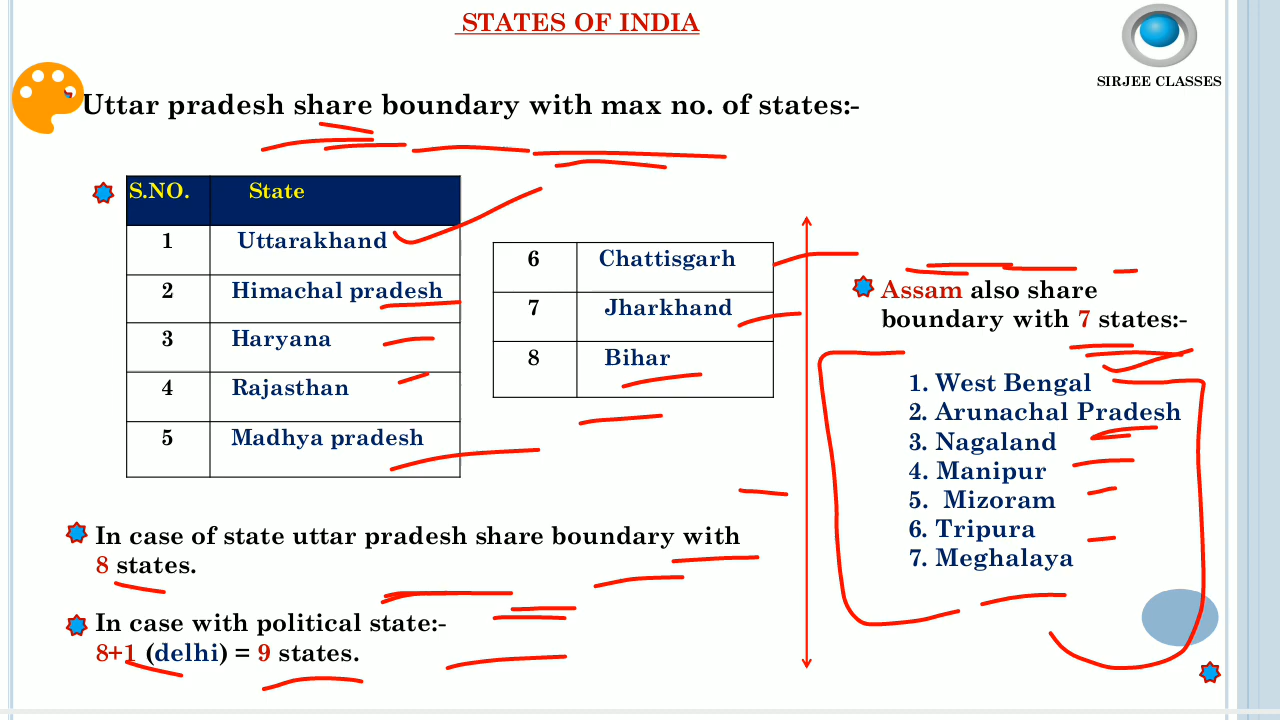 STATES OF INDIA
SIRJEE CLASSES
Uttar pradesh share boundary with max no. of states:-
S.NO. State
1 Uttarakhand
2 Himachal pradesh
3 Haryana
4 Rajasthan
5 Madhya pradesh
6 Chattisgarh
7 Jharkhand
8 Bihar
In case of state uttar pradesh share boundary with
8 states.
In case with political state:-
8+1 (delhi) = 9 states.
Assam also share
boundary with 7 states:-
1. West Bengal
2. Arunachal Pradesh
3. Nagaland
4. Manipur
5. Mizoram
6. Tripura
7. Meghalaya